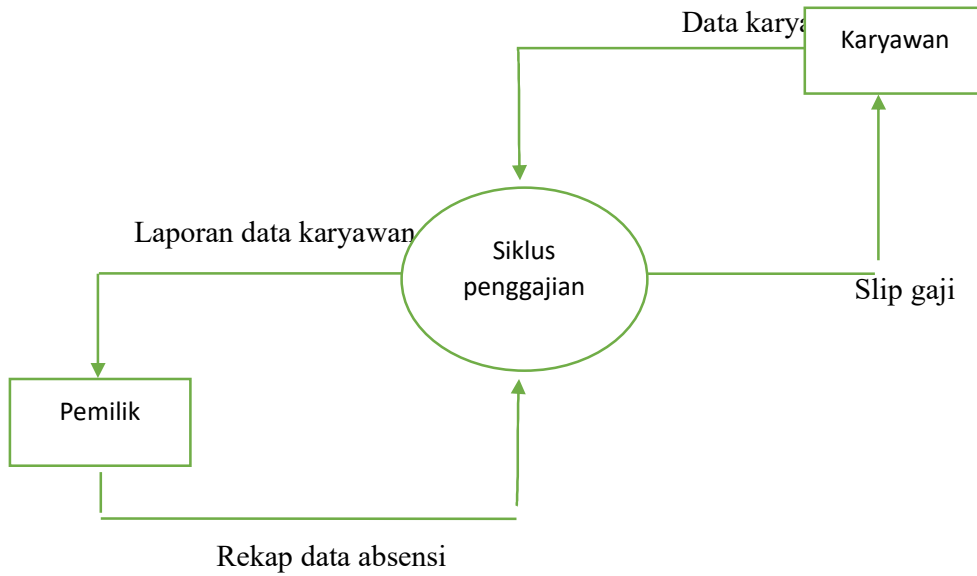 Data karya
Karyawan
Laporan data karyawan
Siklus
penggajian
Slip gaji
Pemilik
Rekap data absensi